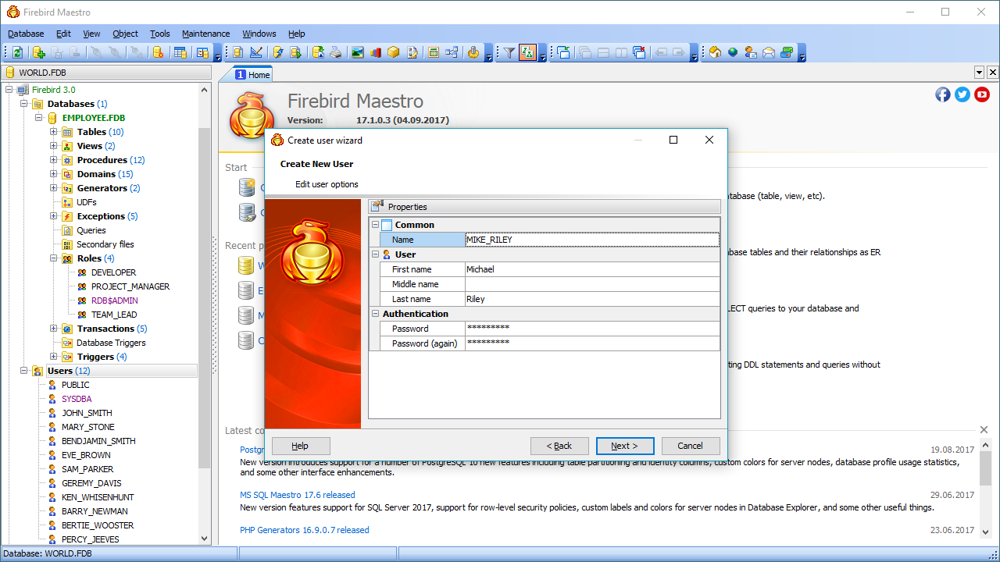 Firebird Maestro
Database Edit View Object Tools Maintenance Windows Help
WORLD.FDB
1 Home
Firebird 3.0
Databases (1)
EMPLOYEE.FDB
Tables (10)
Views (2)
Procedures (12)
Domains (15)
Generators (2)
UDFs
Exceptions (5)
Queries
Secondary files
Roles (4)
DEVELOPER
PROJECT_MANAGER
RDB$ADMIN
TEAM_LEAD
Transactions (5)
Database Triggers
Triggers (4)
Users (12)
PUBLIC
SYSDBA
JOHN_SMITH
MARY_STONE
BENDJAMIN_SMITH
EVE_BROWN
SAM_PARKER
GEREMY_DAVIS
KEN_WHISENHUNT
BARRY_NEWMAN
BERTIE_WOOSTER
PERCY_JEEVES
Firebird Maestro
Version: 17.1.0.3 (04.09.2017)
Start
Recent p
atabase (table, view, etc).
base tables and their relationships as ER
LECT queries to your database and
ting DDL statements and queries without
Create user wizard
Create New User
Edit user options
Properties
Common
Name MIKE_RILEY
User
First name Michael
Middle name
Last name Riley
Authentication
Password *********
Password (again) *********
Help < Back Next > Cancel
Latest co
Postgr 19.08.2017
New version introduces support for a number of PostgreSQL 10 new features including table partitioning and identity columns, custom colors for server nodes, database profile usage statistics,
and some other interface enhancements.
MS SQL Maestro 17.6 released 29.06.2017
New version features support for SQL Server 2017, support for row-level security policies, custom labels and colors for server nodes in Database Explorer, and some other useful things.
PHP Generators 16.9.0.7 released 23.06.2017
Database: WORLD.FDB